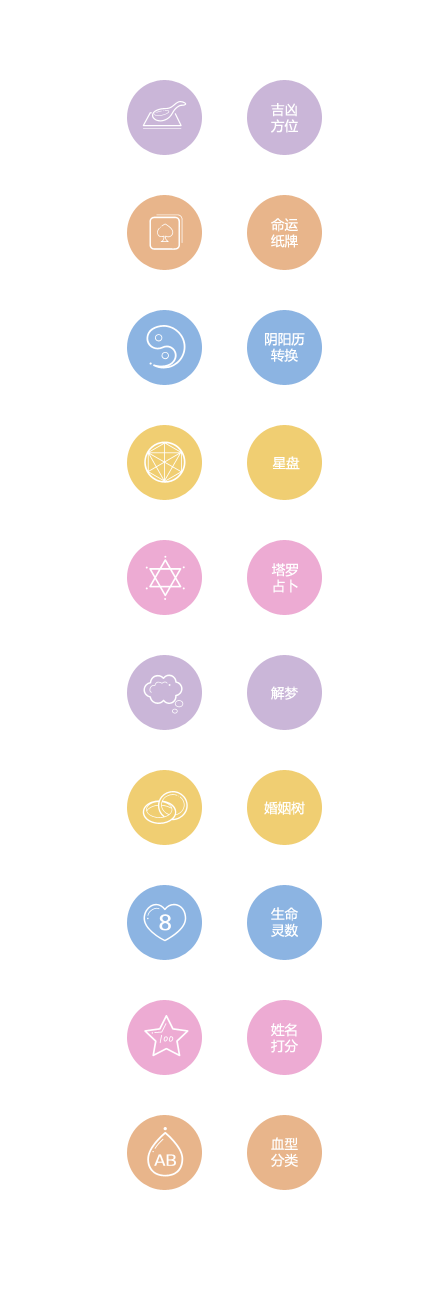 吉凶
方位
命运
纸牌
阴阳历
转换
星盘
塔罗
占卜
解梦
婚姻树
8
生命
灵数
100
姓名
打分
AB
血型
分类